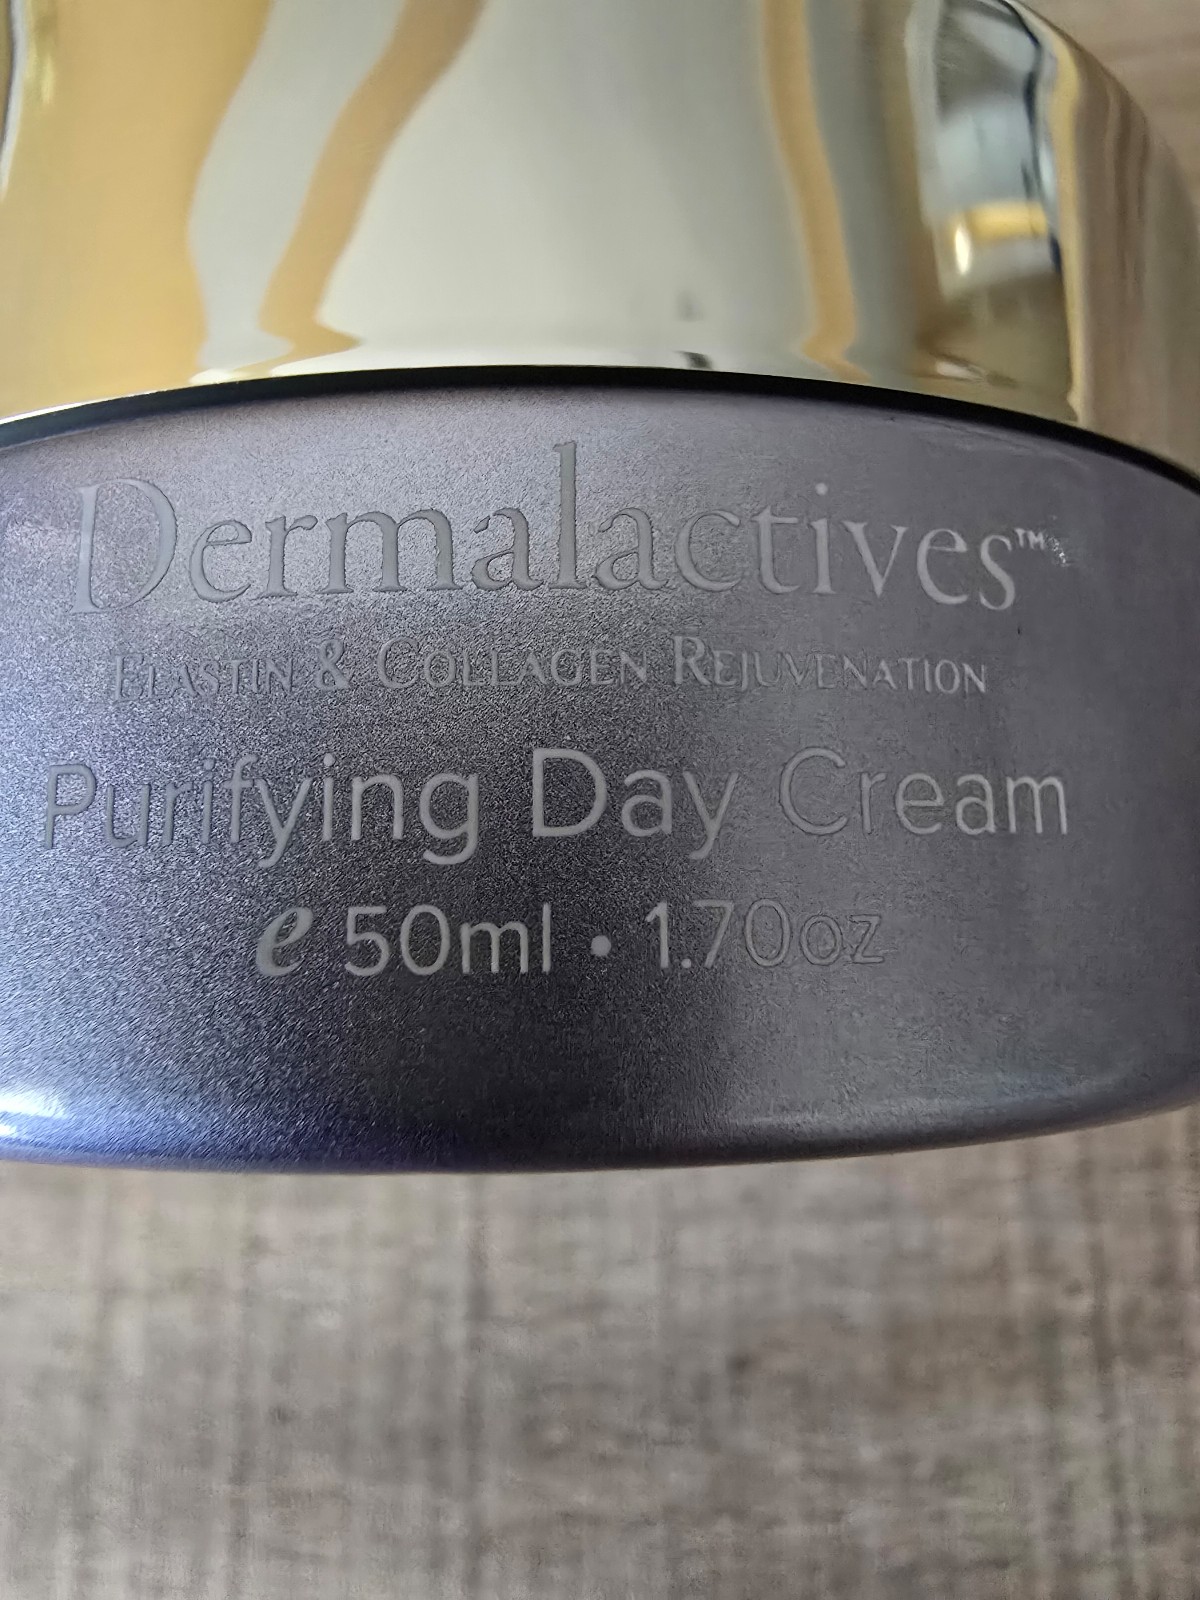 Dermalactives™
ELASTIN & COLLAGEN REJUVENATION
Purifying Day Cream
e 50ml • 1.70oz